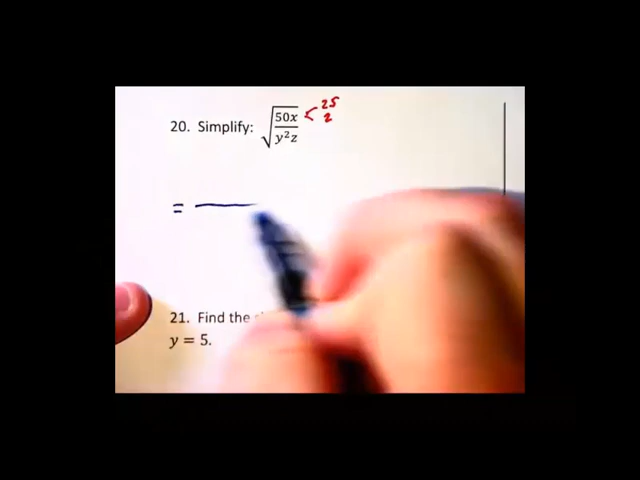 20. Simplify: √(50x/y²z) < 25
2
=
21. Find the
y = 5.